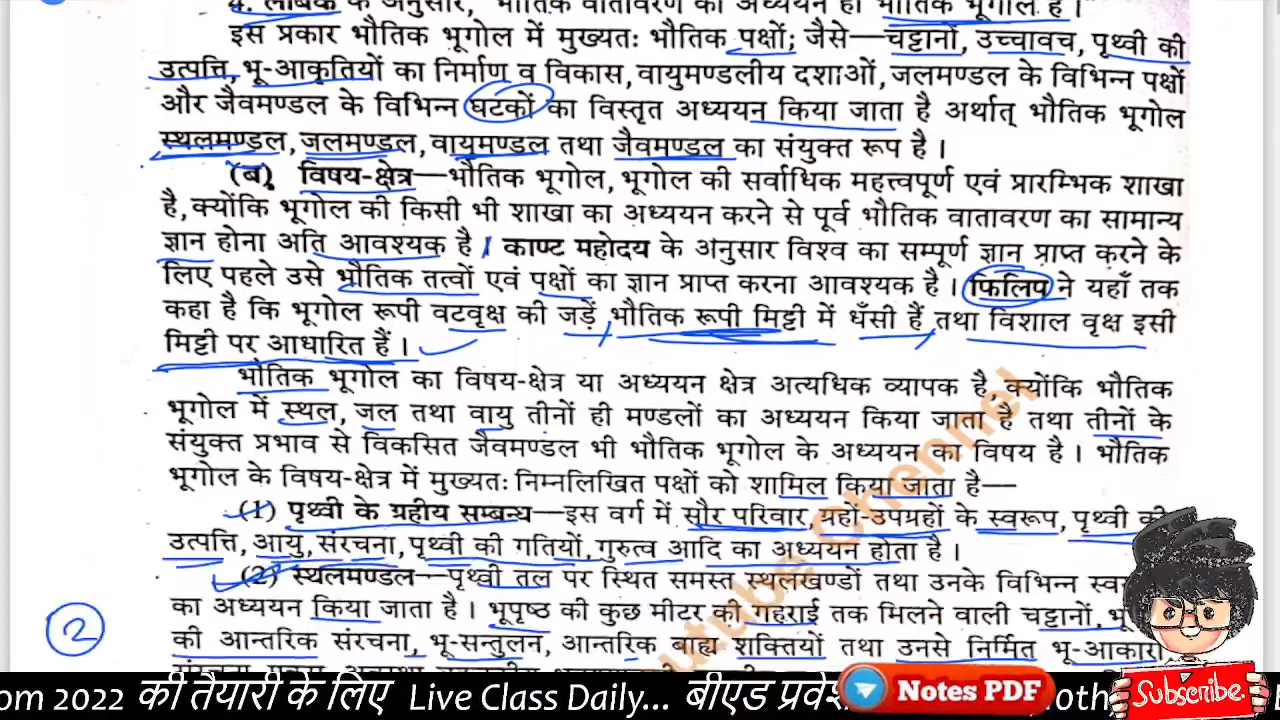 4. लोबेक के अनुसार, "भौतिक वातावरण का अध्ययन ही भौतिक भूगोल है।"
इस प्रकार भौतिक भूगोल में मुख्यतः भौतिक पक्षों; जैसे—चट्टानों, उच्चावच, पृथ्वी की
उत्पत्ति, भू-आकृतियों का निर्माण व विकास, वायुमण्डलीय दशाओं, जलमण्डल के विभिन्न पक्षों
और जैवमण्डल के विभिन्न घटकों का विस्तृत अध्ययन किया जाता है अर्थात् भौतिक भूगोल
स्थलमण्डल, जलमण्डल, वायुमण्डल तथा जैवमण्डल का संयुक्त रूप है।
(ब) विषय-क्षेत्र—भौतिक भूगोल, भूगोल की सर्वाधिक महत्त्वपूर्ण एवं प्रारम्भिक शाखा
है, क्योंकि भूगोल की किसी भी शाखा का अध्ययन करने से पूर्व भौतिक वातावरण का सामान्य
ज्ञान होना अति आवश्यक है। काण्ट महोदय के अनुसार विश्व का सम्पूर्ण ज्ञान प्राप्त करने के
लिए पहले उसे भौतिक तत्वों एवं पक्षों का ज्ञान प्राप्त करना आवश्यक है। फिलिप ने यहाँ तक
कहा है कि भूगोल रूपी वटवृक्ष की जड़ें भौतिक रूपी मिट्टी में धँसी हैं, तथा विशाल वृक्ष इसी
मिट्टी पर आधारित हैं।
भौतिक भूगोल का विषय-क्षेत्र या अध्ययन क्षेत्र अत्यधिक व्यापक है, क्योंकि भौतिक
भूगोल में स्थल, जल तथा वायु तीनों ही मण्डलों का अध्ययन किया जाता है तथा तीनों के
संयुक्त प्रभाव से विकसित जैवमण्डल भी भौतिक भूगोल के अध्ययन का विषय है। भौतिक
भूगोल के विषय-क्षेत्र में मुख्यतः निम्नलिखित पक्षों को शामिल किया जाता है—
(1) पृथ्वी के ग्रहीय सम्बन्ध—इस वर्ग में सौर परिवार, ग्रहों-उपग्रहों के स्वरूप, पृथ्वी की
उत्पत्ति, आयु, संरचना, पृथ्वी की गतियों, गुरुत्व आदि का अध्ययन होता है।
(2) स्थलमण्डल—पृथ्वी तल पर स्थित समस्त स्थलखण्डों तथा उनके विभिन्न
का अध्ययन किया जाता है। भूपृष्ठ की कुछ मीटर की गहराई तक मिलने वाली चट्टानों,
की आन्तरिक संरचना, भू-सन्तुलन, आन्तरिक बाह्य शक्तियों तथा उनसे निर्मित भू-आकारों
2
om 2022 की तैयारी के लिए Live Class Daily... बीएड प्रवेश
Notes PDF
Subscribe